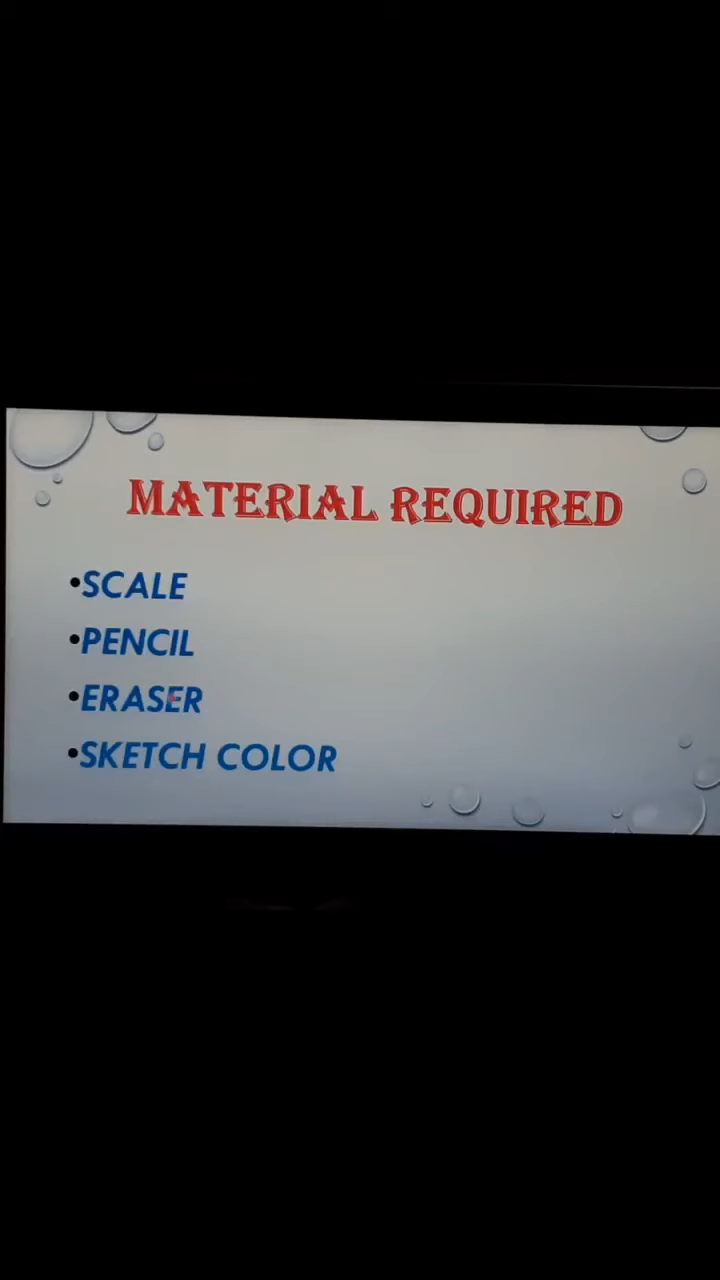 MATERIAL REQUIRED
•SCALE
•PENCIL
•ERASER
•SKETCH COLOR